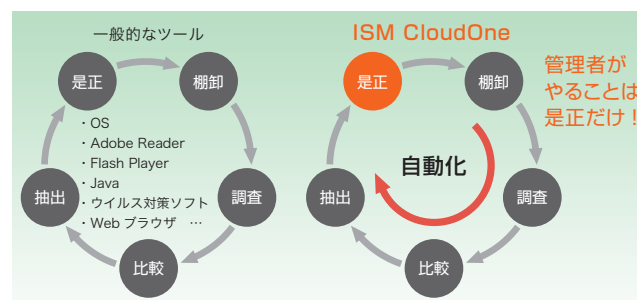 一般的なツール
是正
棚卸
・OS
・Adobe Reader
・Flash Player
・Java
・ウイルス対策ソフト
・Web ブラウザ …
抽出
調査
比較
ISM CloudOne
是正
棚卸
管理者が
やることは
是正だけ!
自動化
抽出
調査
比較